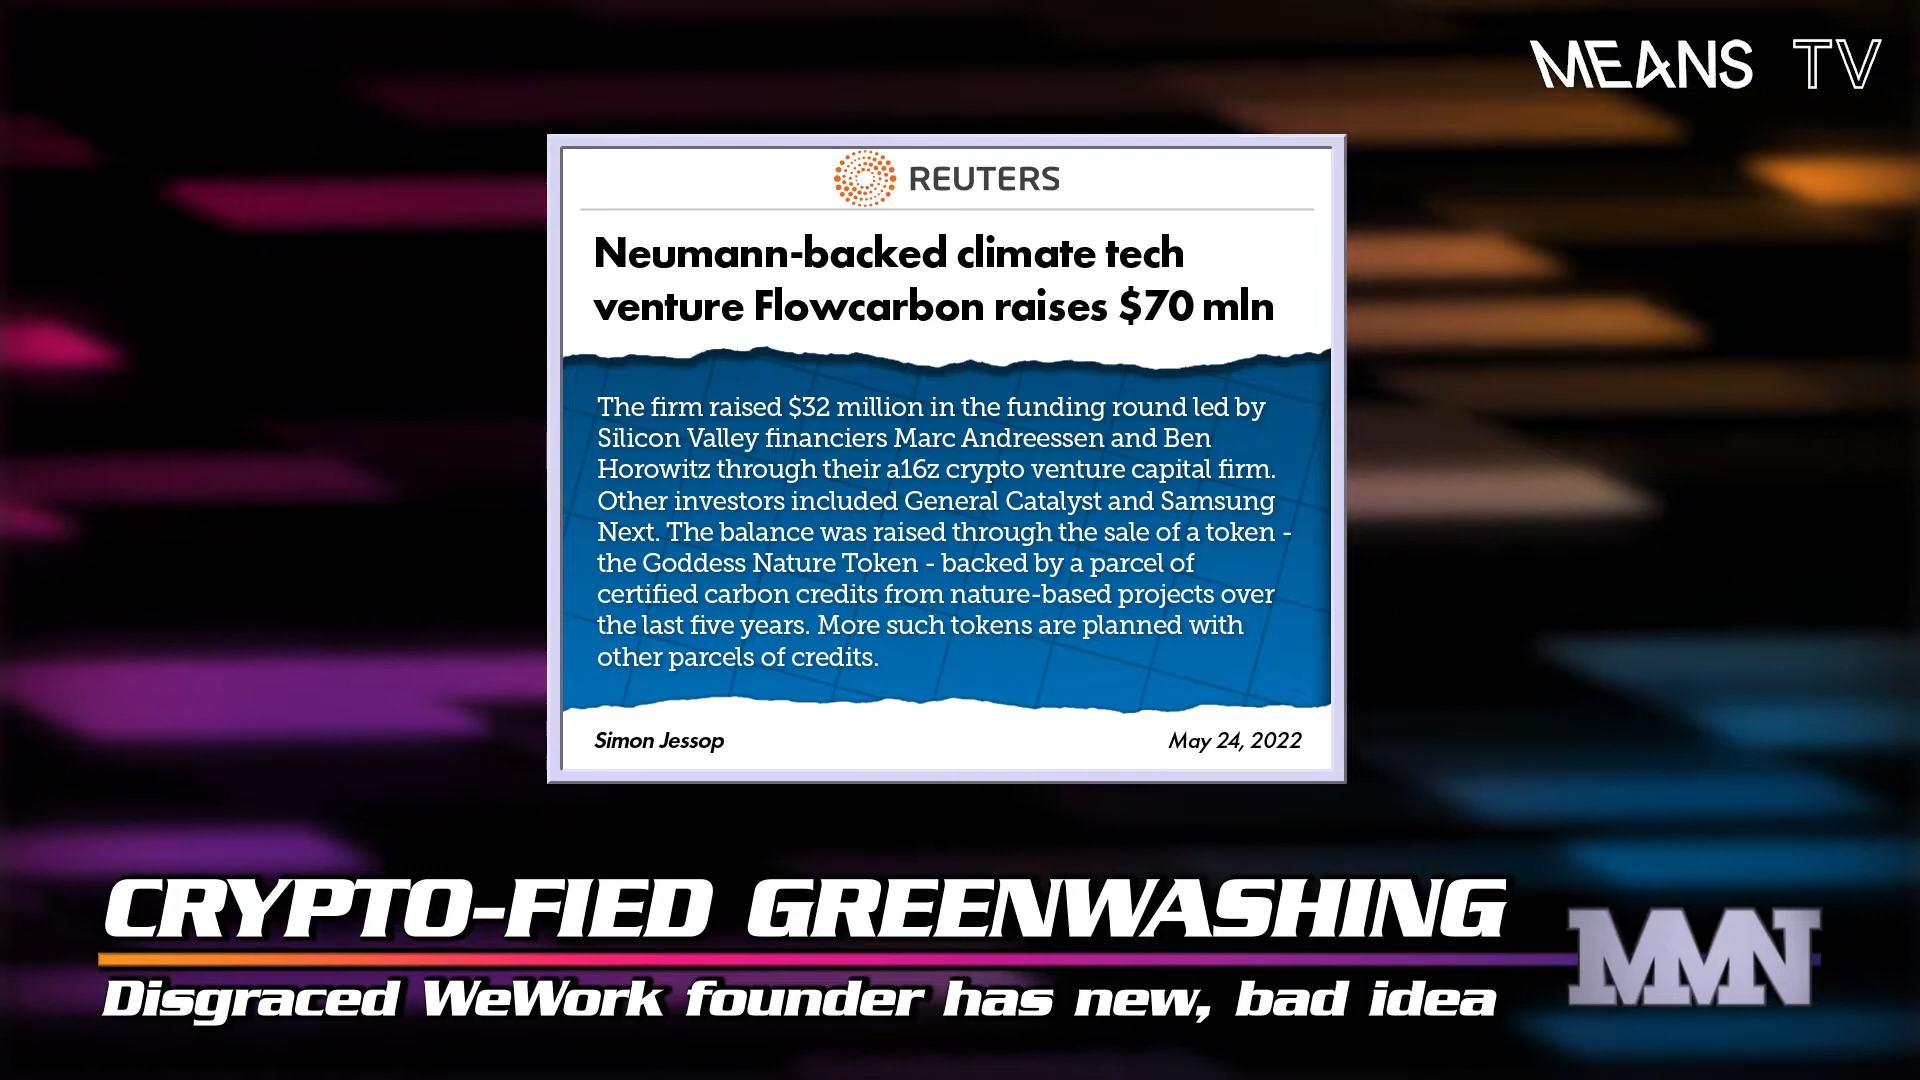 MEANS TV
REUTERS
Neumann-backed climate tech
venture Flowcarbon raises $70 mln
The firm raised $32 million in the funding round led by
Silicon Valley financiers Marc Andreessen and Ben
Horowitz through their a16z crypto venture capital firm.
Other investors included General Catalyst and Samsung
Next. The balance was raised through the sale of a token -
the Goddess Nature Token - backed by a parcel of
certified carbon credits from nature-based projects over
the last five years. More such tokens are planned with
other parcels of credits.
Simon Jessop
May 24, 2022
CRYPTO-FIED GREENWASHING
Disgraced WeWork founder has new, bad idea
MMN